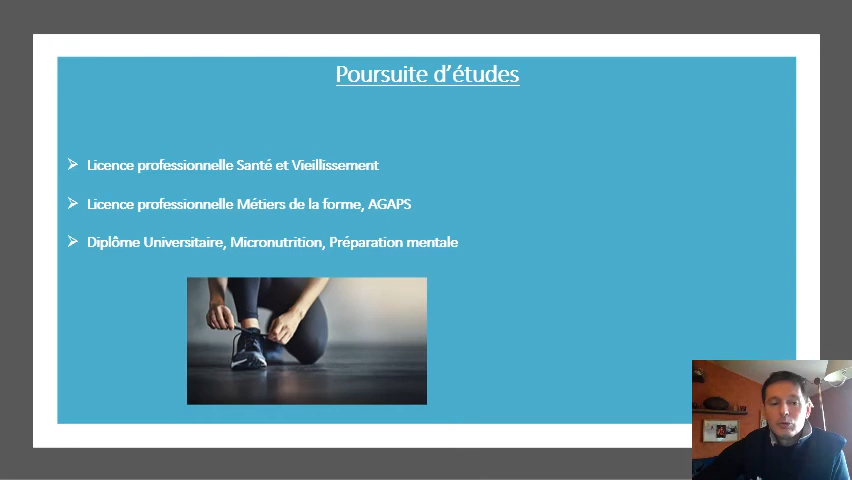 Poursuite d’études
Licence professionnelle Santé et Vieillissement
Licence professionnelle Métiers de la forme, AGAPS
Diplôme Universitaire, Micronutrition, Préparation mentale